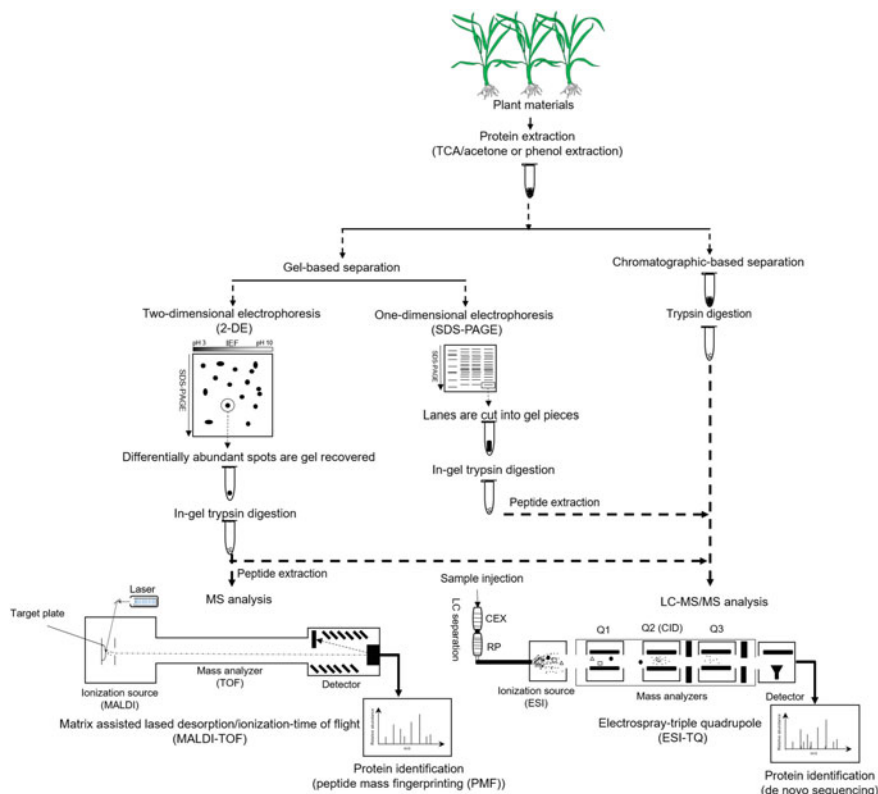 Plant materials
Protein extraction
(TCA/acetone or phenol extraction)
Gel-based separation
Chromatographic-based separation
Two-dimensional electrophoresis
(2-DE)
One-dimensional electrophoresis
(SDS-PAGE)
Trypsin digestion
pH 3 IEF pH 10
SDS-PAGE
SDS-PAGE
Lanes are cut into gel pieces
Differentially abundant spots are gel recovered
In-gel trypsin digestion
Peptide extraction
In-gel trypsin digestion
Peptide extraction
Sample injection
MS analysis
LC-MS/MS analysis
Laser
Target plate
LC separation
CEX
RP
Q1
Q2 (CID)
Q3
Ionization source
(MALDI)
Mass analyzer
(TOF)
Detector
Ionization source
(ESI)
Mass analyzers
Detector
Matrix assisted lased desorption/ionization-time of flight
(MALDI-TOF)
Electrospray-triple quadrupole
(ESI-TQ)
Relative abundance
m/z
Relative abundance
m/z
Protein identification
(peptide mass fingerprinting (PMF))
Protein identification
(de novo sequencing)